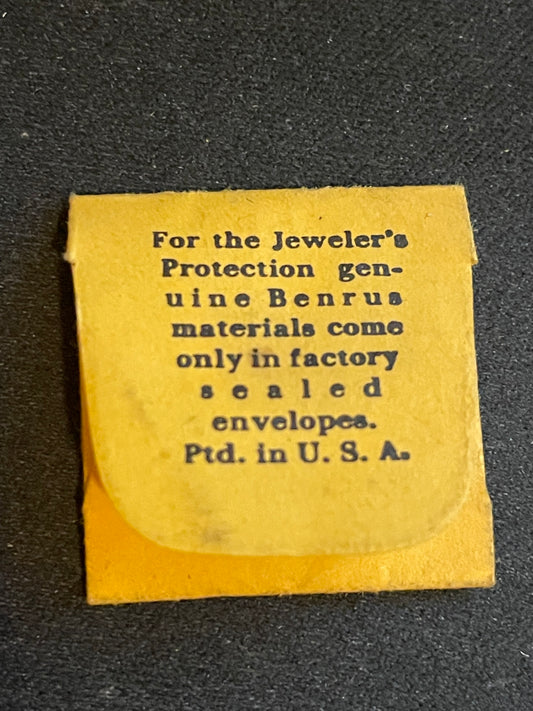 For the Jeweler's
Protection gen-
uine Benrus
materials come
only in factory
sealed
envelopes.
Ptd. in U. S. A.